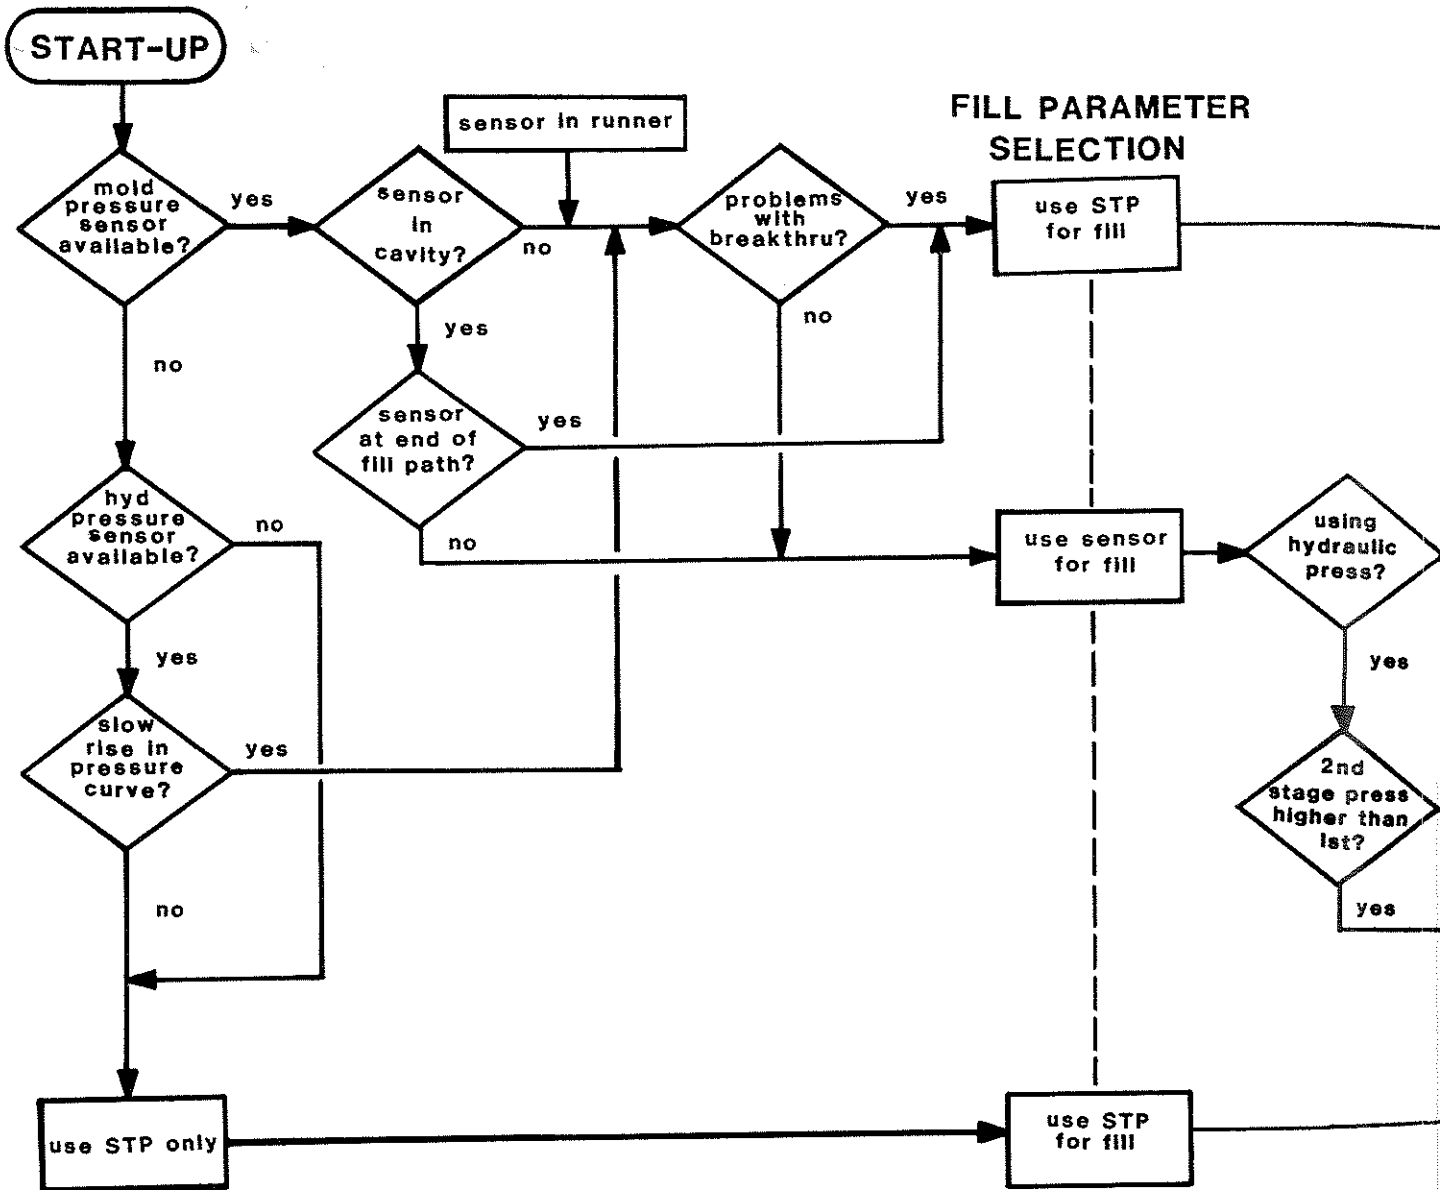 START-UP
sensor in runner
FILL PARAMETER
SELECTION
mold
pressure
sensor
available?
yes
sensor
in
cavity?
no
problems
with
breakthru?
yes
use STP
for fill
no
yes
no
sensor
at end of
fill path?
yes
no
hyd
pressure
sensor
available?
no
use sensor
for fill
using
hydraulic
press?
yes
yes
slow
rise in
pressure
curve?
yes
2nd
stage press
higher than
1st?
yes
no
use STP only
use STP
for fill